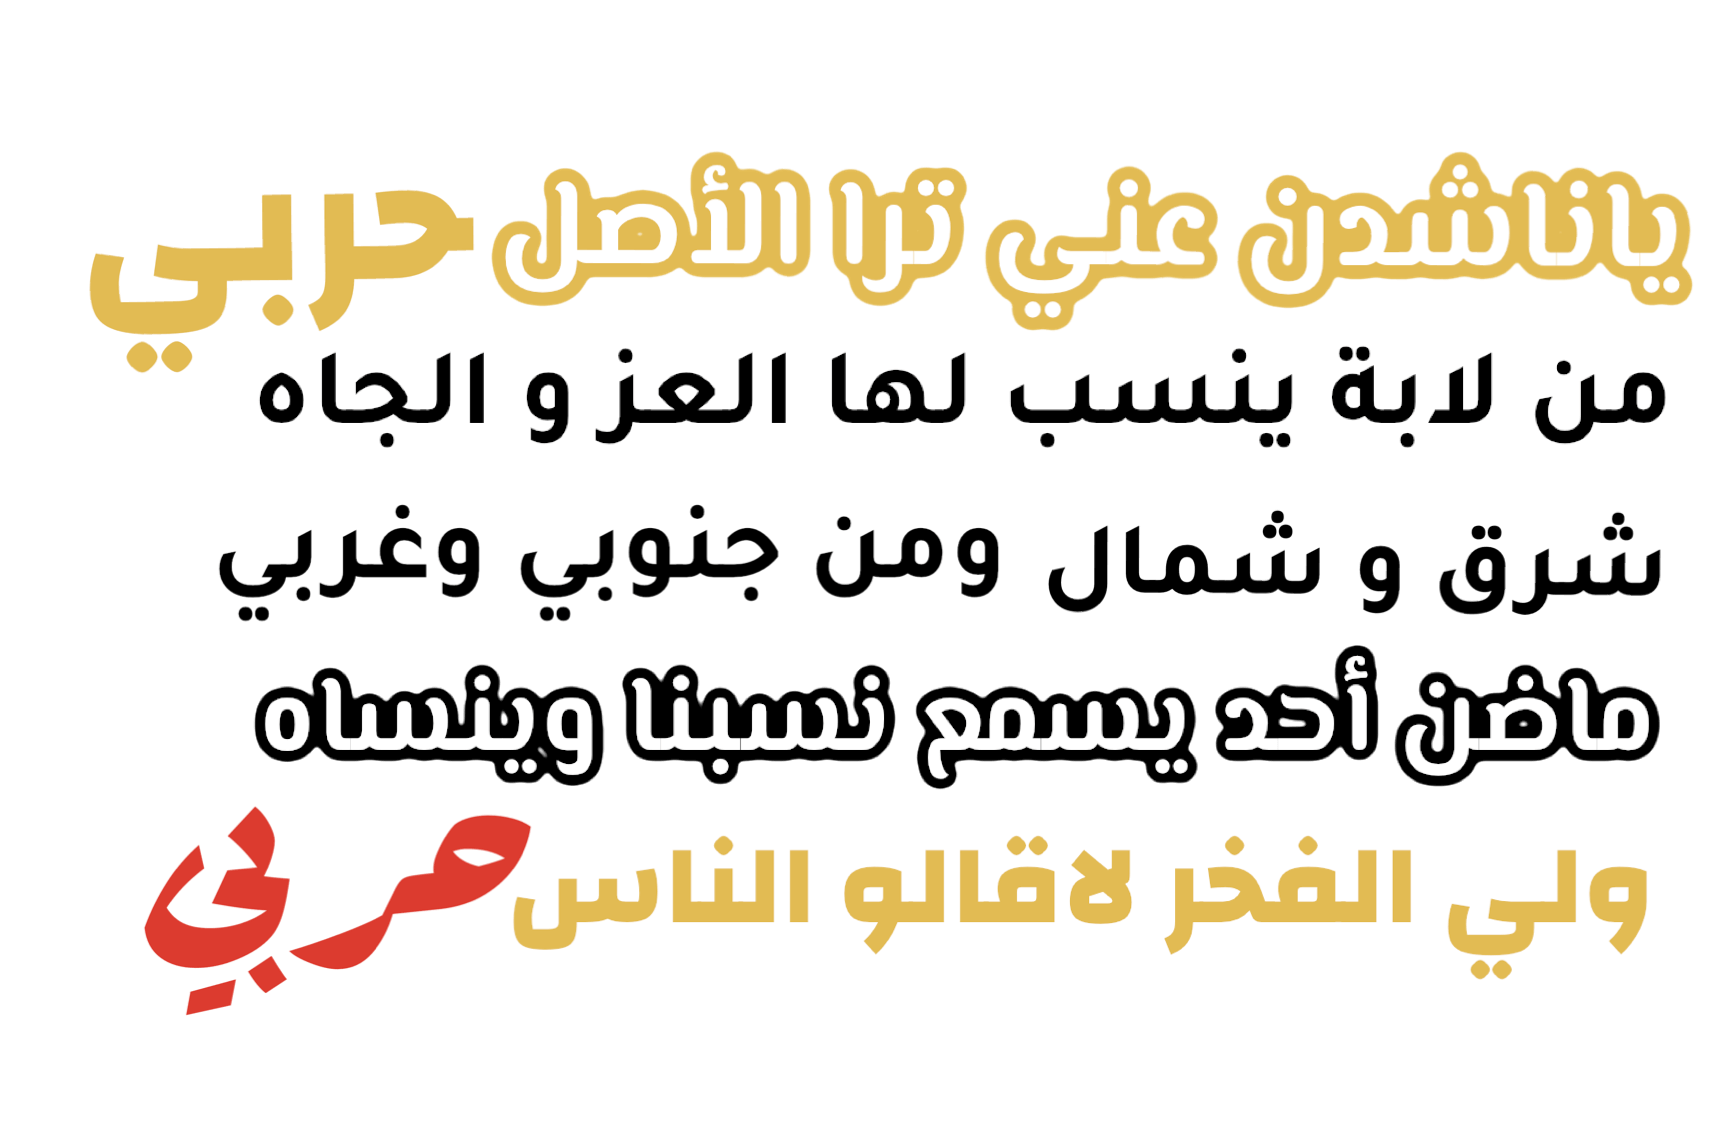 ياناشدن عني ترا الأصل حربي
من لابة ينسب لها العز و الجاه
شرق و شمال ومن جنوبي وغربي
ماضن أحد يسمع نسبنا وينساه
ولي الفخر لاقالو الناس حربي